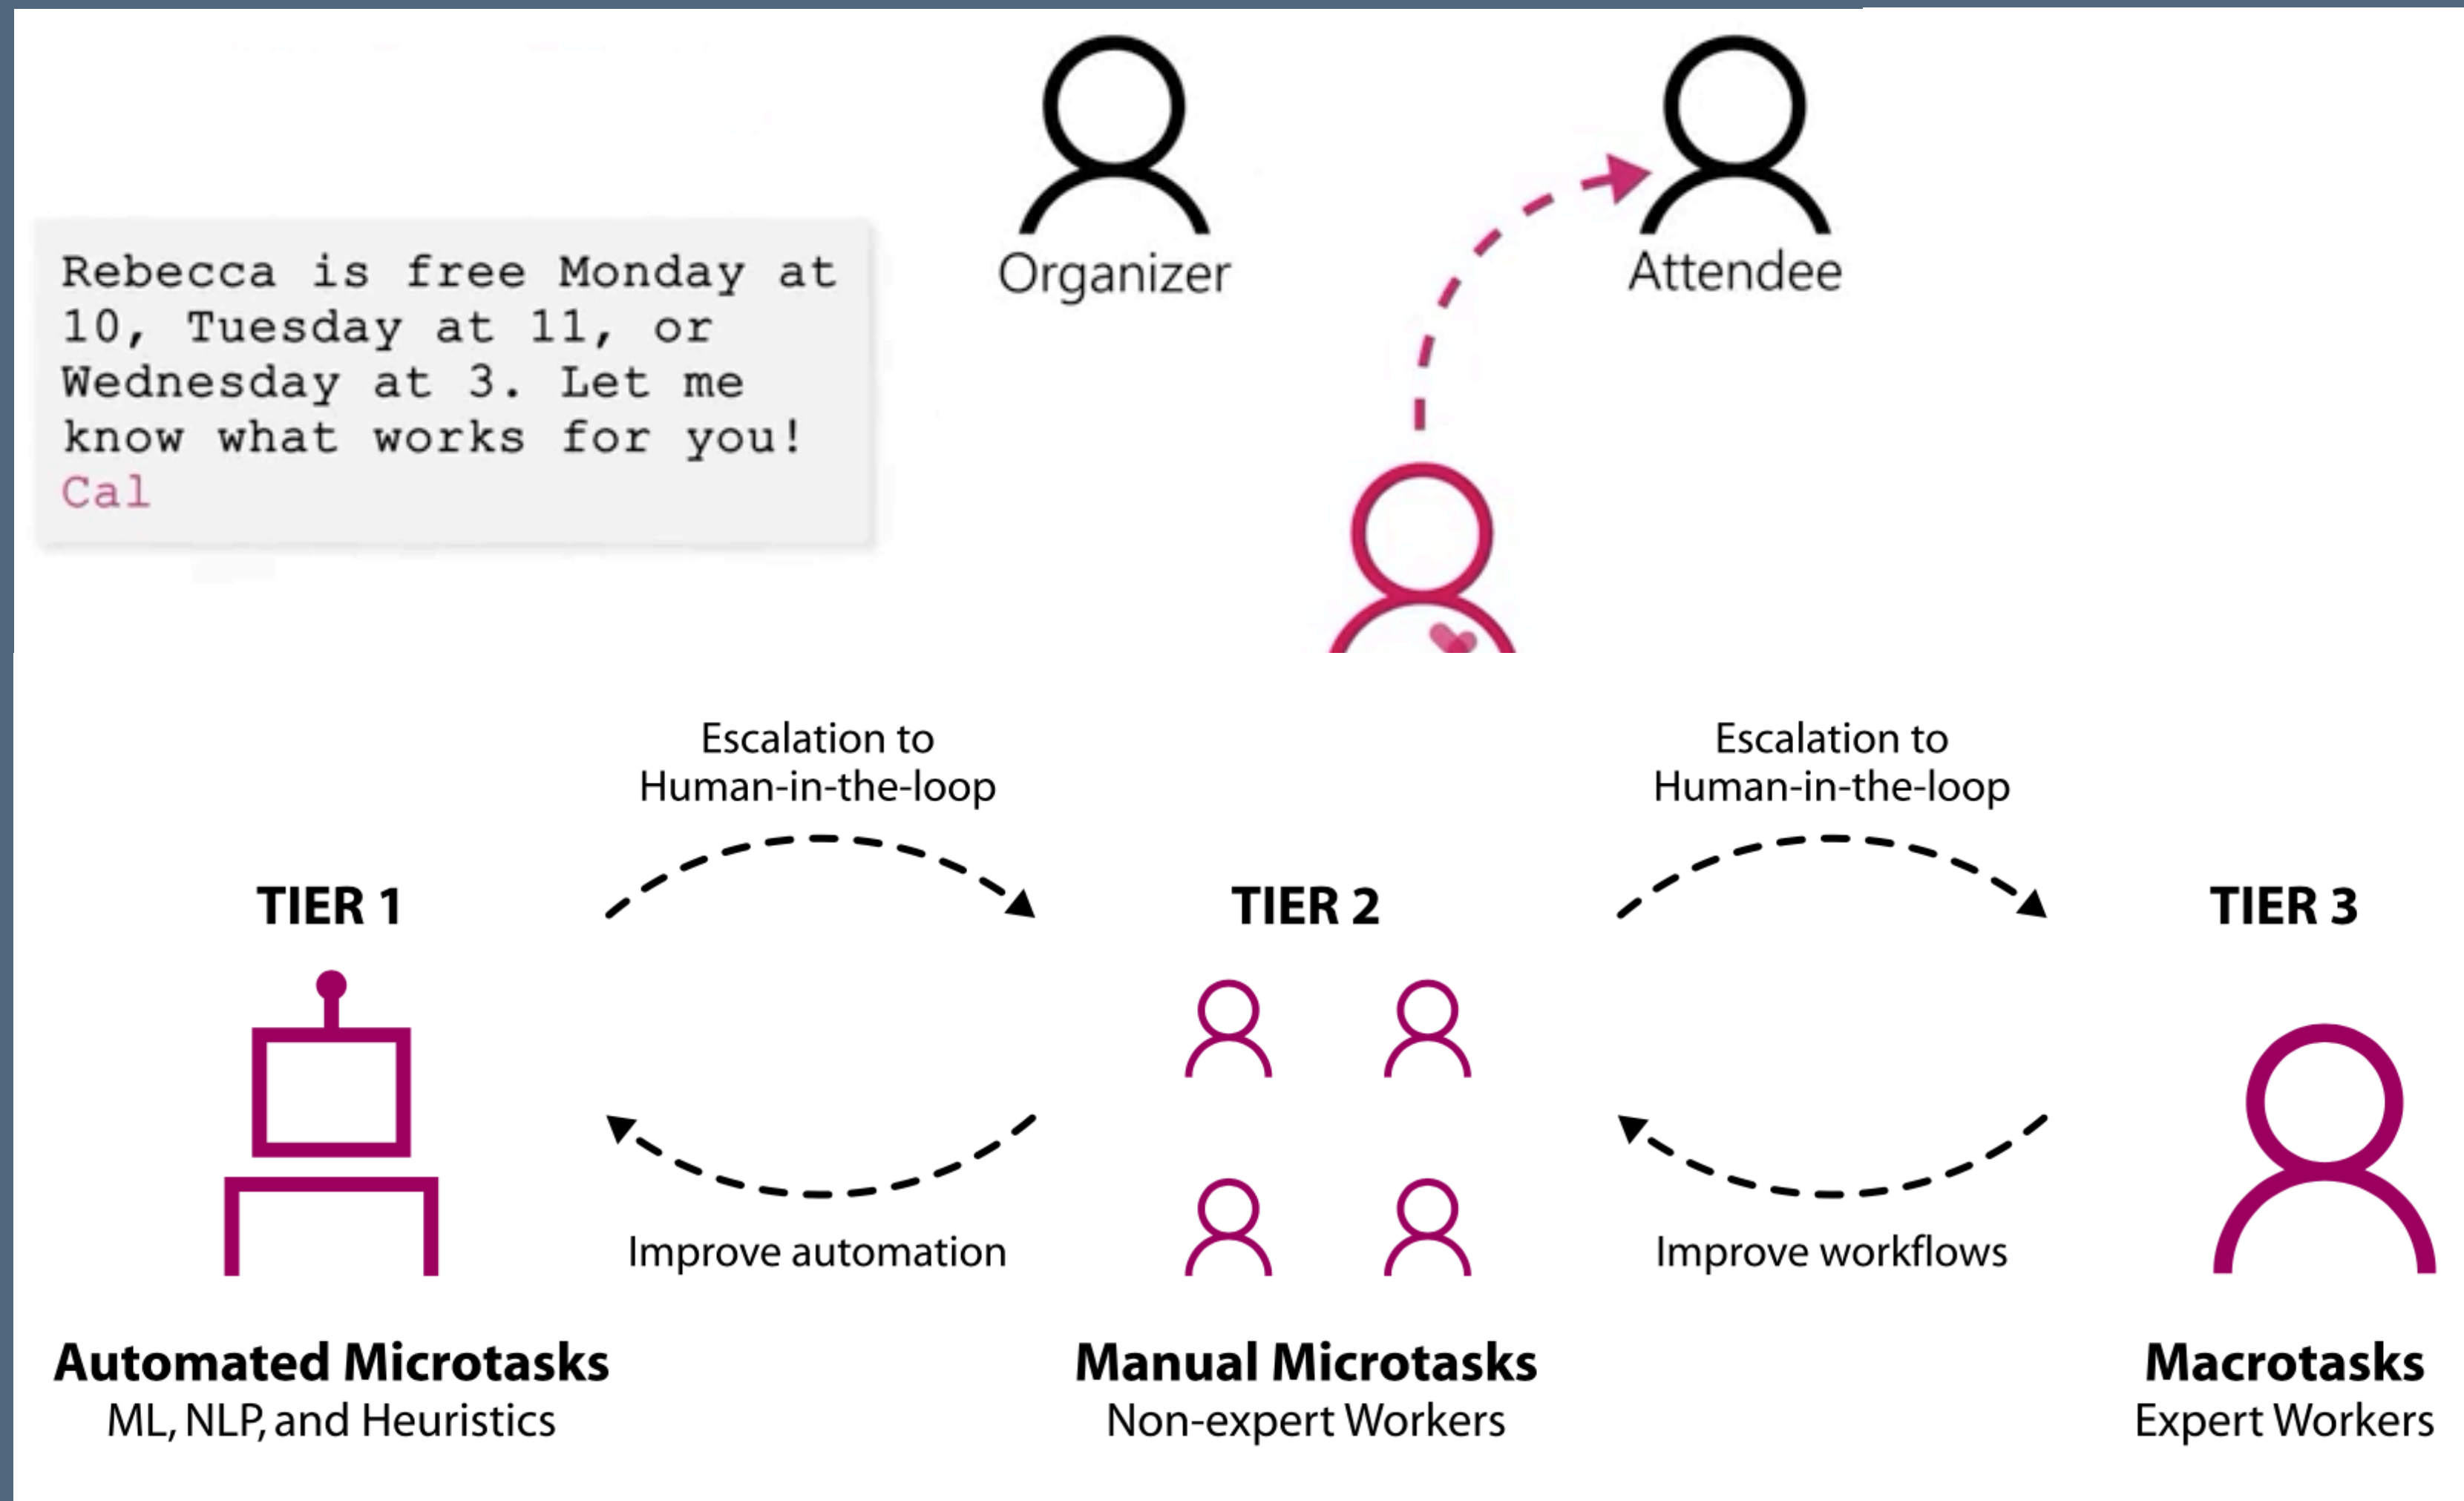 Organizer
Attendee
Rebecca is free Monday at
10, Tuesday at 11, or
Wednesday at 3. Let me
know what works for you!
Cal
Escalation to
Human-in-the-loop
Escalation to
Human-in-the-loop
TIER 1
TIER 2
TIER 3
Improve automation
Improve workflows
Automated Microtasks
ML, NLP, and Heuristics
Manual Microtasks
Non-expert Workers
Macrotasks
Expert Workers